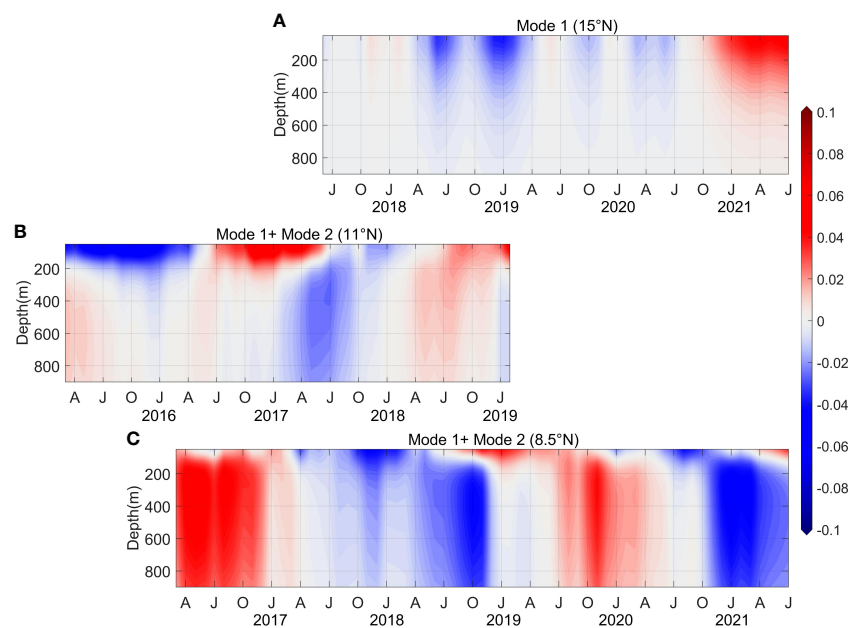 A
Mode 1 (15°N)
Depth(m)
200
400
600
800
J O J A J O J A J O J A J O J A J
2018 2019 2020 2021
B
Mode 1+ Mode 2 (11°N)
Depth(m)
200
400
600
800
A J O J A J O J A J O J A J O J
2016 2017 2018 2019
C
Mode 1+ Mode 2 (8.5°N)
Depth(m)
200
400
600
800
A J O J A J O J A J O J A J O J A J O J A J
2017 2018 2019 2020 2021
0.1
0.08
0.06
0.04
0.02
0
-0.02
-0.04
-0.06
-0.08
-0.1